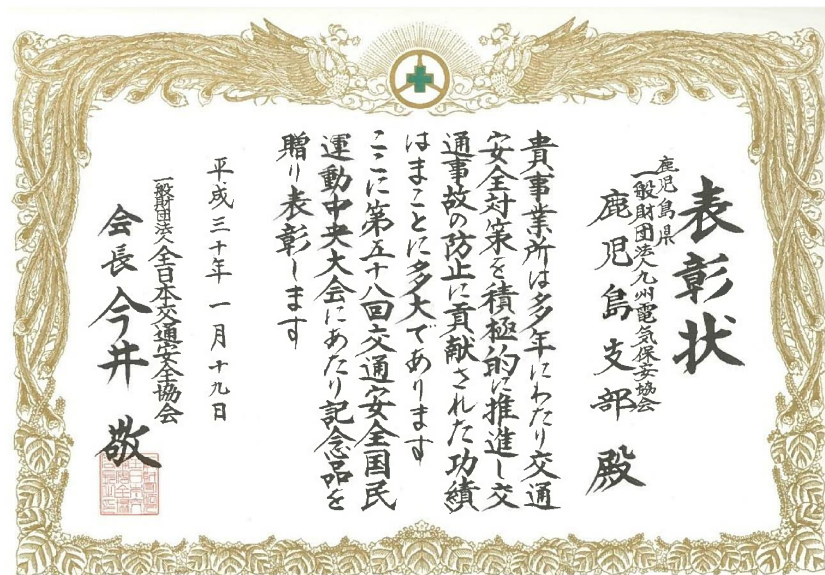 表彰状
鹿児島県
一般財団法人九州電気保安協会
鹿児島支部殿
貴事業所は多年にわたり交通
安全対策を積極的に推進し交
通事故の防止に貢献された功績
はまことに多大であります
ここに第五十八回交通安全国民
運動中央大会にあたり記念品を
贈り表彰します
平成三十年一月十九日
一般財団法人全日本交通安全協会
会長今井敬